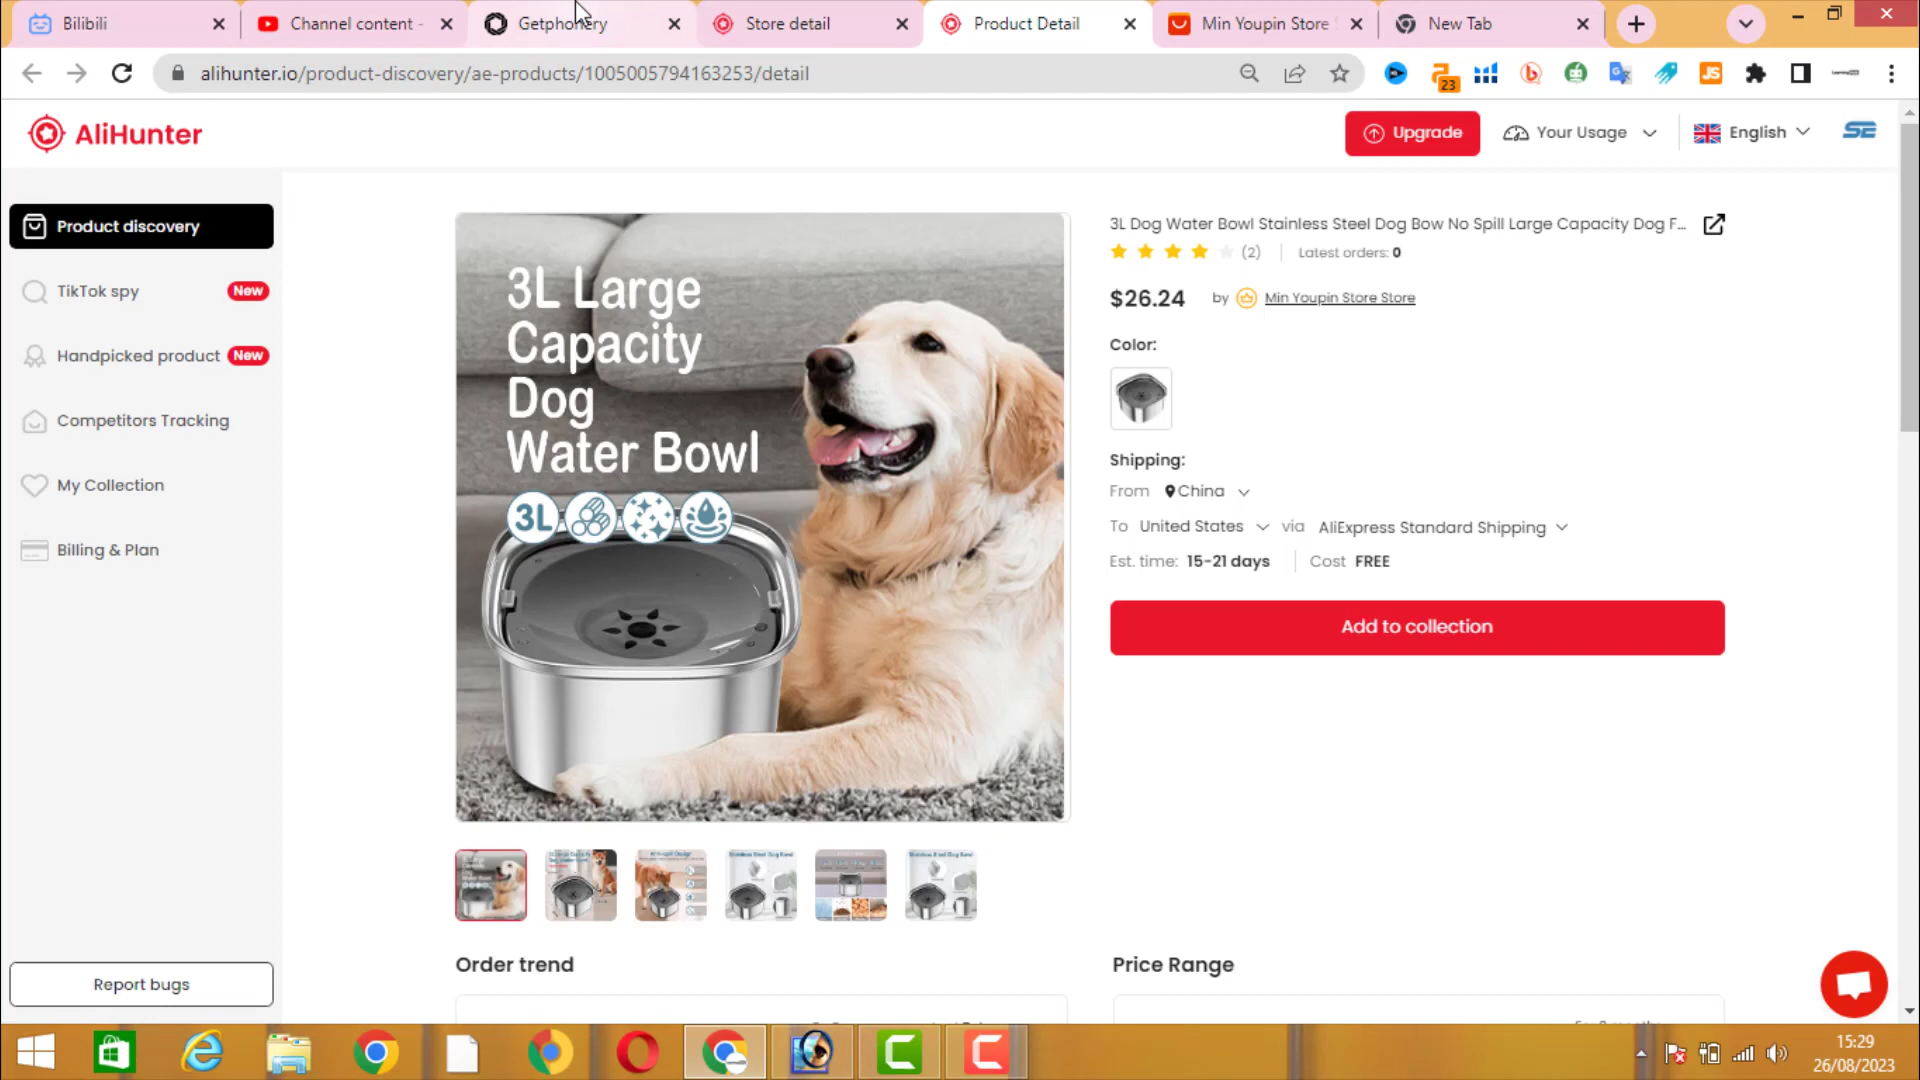 Bilibili
Channel content -
Getphonery
Store detail
Product Detail
Min Youpin Store
New Tab
alihunter.io/product-discovery/ae-products/1005005794163253/detail
23
JS
AliHunter
Upgrade
Your Usage
English
SE
Product discovery
TikTok spy New
Handpicked product New
Competitors Tracking
My Collection
Billing & Plan
Report bugs
3L Large
Capacity
Dog
Water Bowl
3L
3L Dog Water Bowl Stainless Steel Dog Bow No Spill Large Capacity Dog F...
(2) Latest orders: 0
$26.24 by Min Youpin Store Store
Color:
Shipping:
From China
To United States via AliExpress Standard Shipping
Est. time: 15-21 days Cost FREE
Add to collection
Order trend
Price Range
15:29
26/08/2023